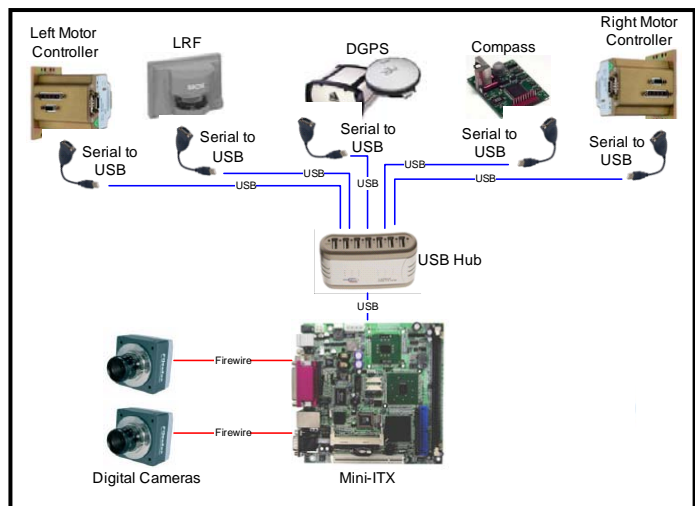 Left Motor
Controller
LRF
DGPS
Compass
Right Motor
Controller
Serial to
USB
Serial to
USB
Serial to
USB
Serial to
USB
Serial to
USB
USB
USB
USB
USB
USB
USB Hub
USB
Firewire
Firewire
Digital Cameras
Mini-ITX